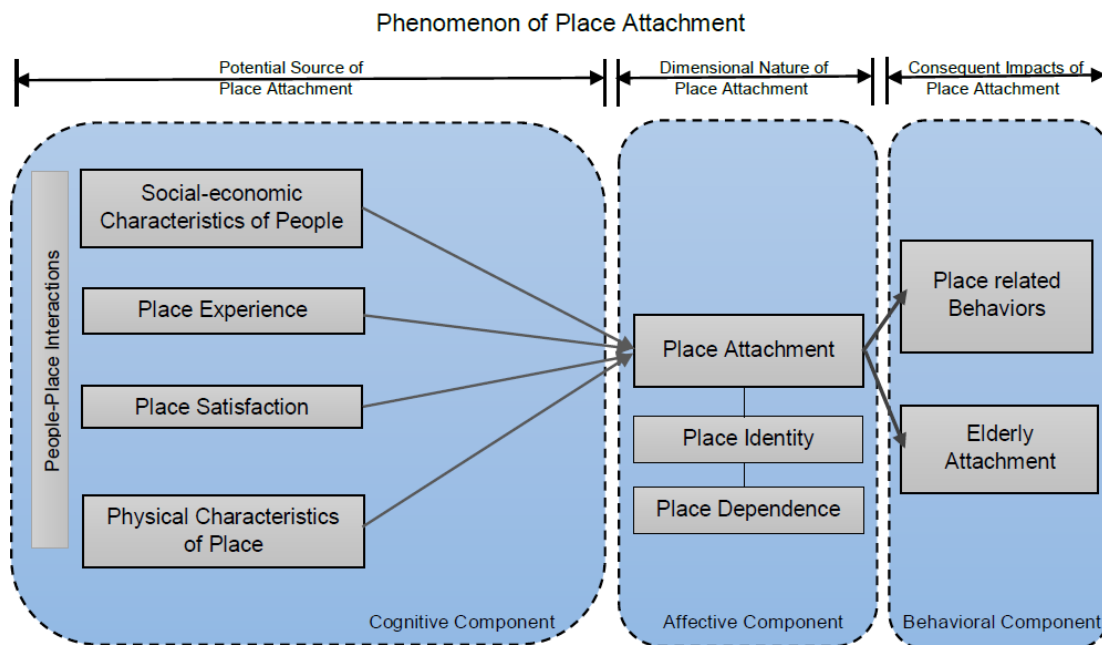 Phenomenon of Place Attachment
Potential Source of
Place Attachment
Dimensional Nature of
Place Attachment
Consequent Impacts of
Place Attachment
People-Place Interactions
Social-economic
Characteristics of People
Place Experience
Place Satisfaction
Physical Characteristics
of Place
Cognitive Component
Place Attachment
Place Identity
Place Dependence
Affective Component
Place related
Behaviors
Elderly
Attachment
Behavioral Component